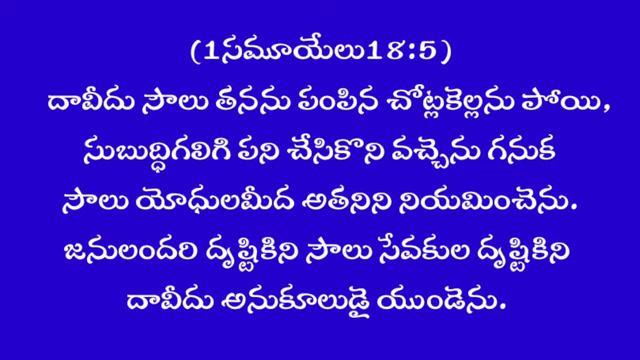 (1సమూయేలు18:5)
దావీదు సౌలు తనను పంపిన చోట్లకెల్లను పోయి,
సుబుద్ధిగలిగి పని చేసికొని వచ్చెను గనుక
సౌలు యోధులమీద అతనిని నియమించెను.
జనులందరి దృష్టికిని సౌలు సేవకుల దృష్టికిని
దావీదు అనుకూలుడై యుండెను.